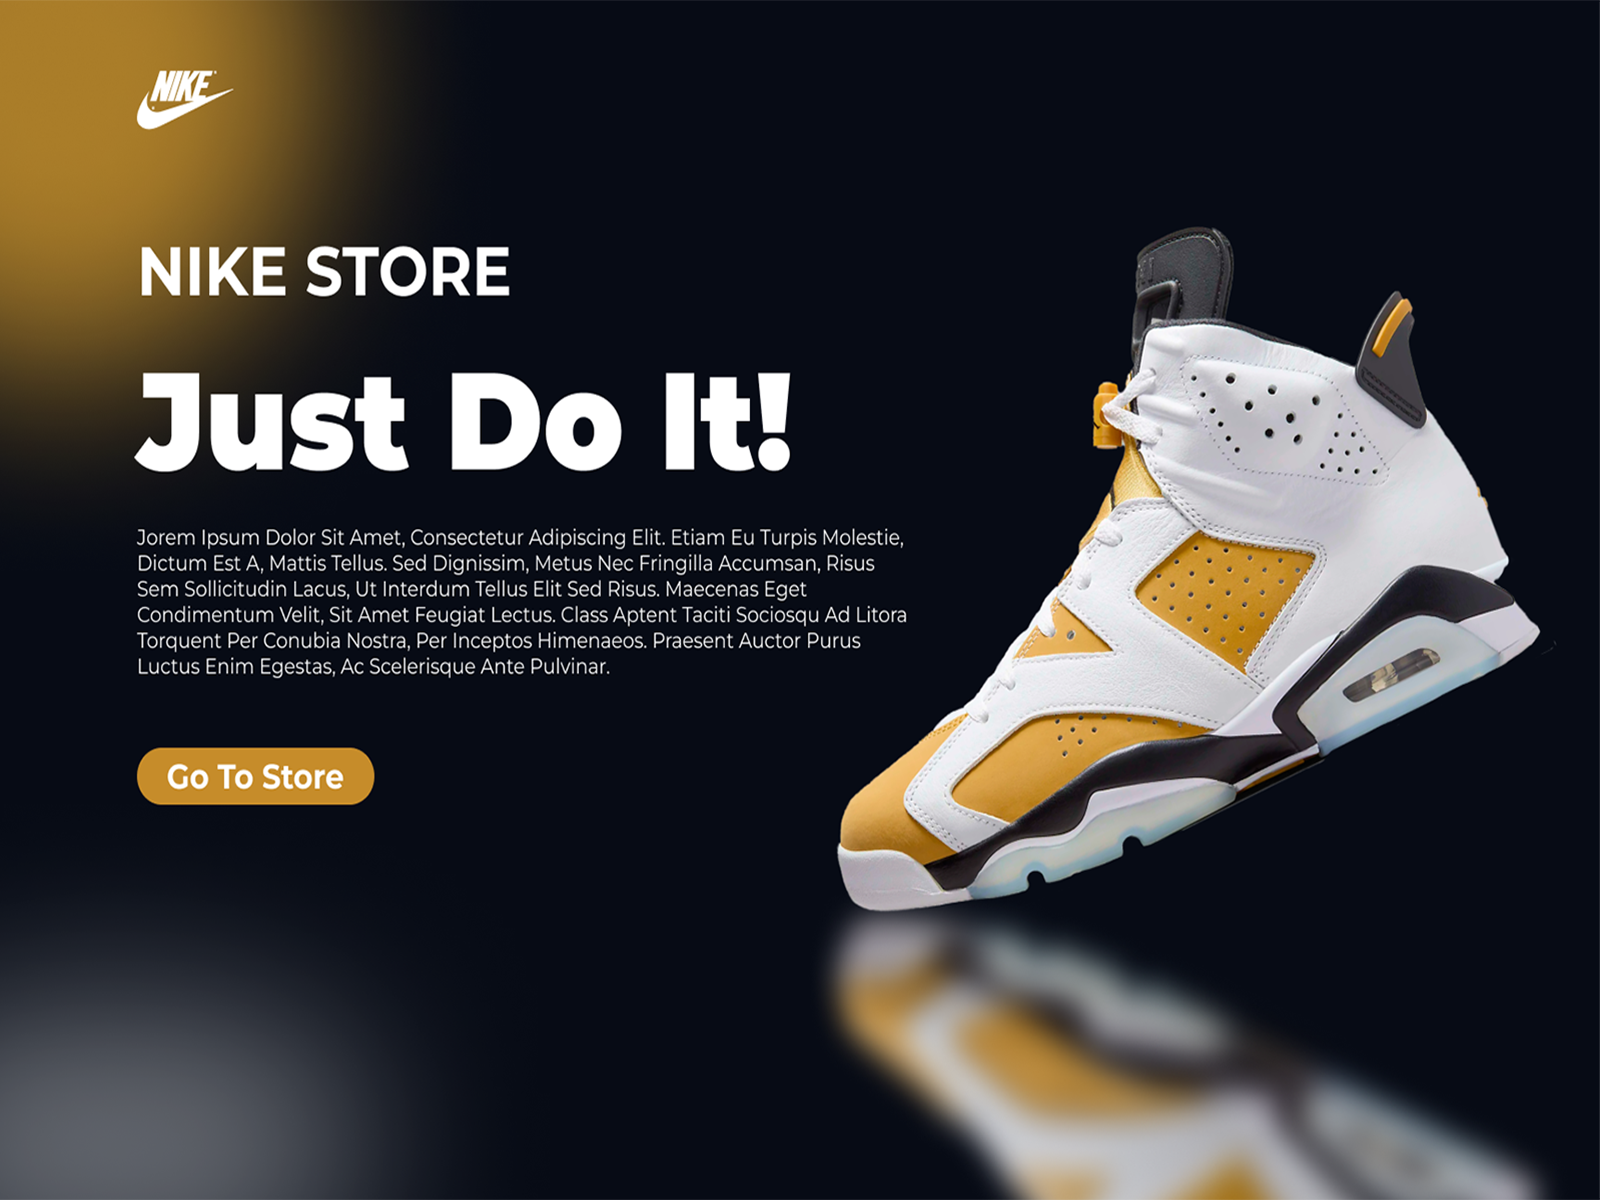 NIKE
NIKE STORE
Just Do It!
Jorem Ipsum Dolor Sit Amet, Consectetur Adipiscing Elit. Etiam Eu Turpis Molestie,
Dictum Est A, Mattis Tellus. Sed Dignissim, Metus Nec Fringilla Accumsan, Risus
Sem Sollicitudin Lacus, Ut Interdum Tellus Elit Sed Risus. Maecenas Eget
Condimentum Velit, Sit Amet Feugiat Lectus. Class Aptent Taciti Sociosqu Ad Litora
Torquent Per Conubia Nostra, Per Inceptos Himenaeos. Praesent Auctor Purus
Luctus Enim Egestas, Ac Scelerisque Ante Pulvinar.
Go To Store